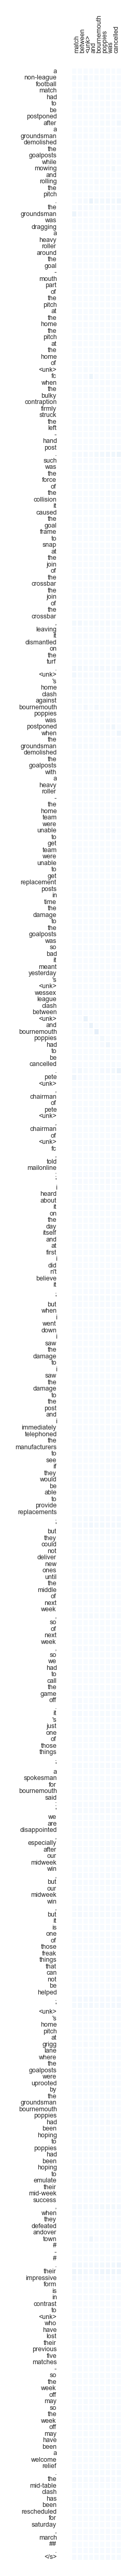 match
between
<unk>
and
bournemouth
poppies
was
cancelled
a
non-league
football
match
had
to
be
postponed
after
a
groundsman
demolished
the
goalposts
while
mowing
and
rolling
the
pitch
.
the
groundsman
was
dragging
a
heavy
roller
around
the
goal
-
mouth
part
of
the
pitch
at
the
home
the
pitch
at
the
home
of
<unk>
fc
when
the
bulky
contraption
firmly
struck
the
left
-
hand
post
.
such
was
the
force
of
the
collision
it
caused
the
goal
frame
to
snap
at
the
join
of
the
crossbar
the
join
of
the
crossbar
,
leaving
it
dismantled
on
the
turf
.
<unk>
's
home
clash
against
bournemouth
poppies
was
postponed
when
the
groundsman
demolished
the
goalposts
with
a
heavy
roller
.
the
home
team
were
unable
to
get
team
were
unable
to
get
replacement
posts
in
time
the
damage
to
the
goalposts
was
so
bad
it
meant
yesterday
's
<unk>
wessex
league
clash
between
<unk>
and
bournemouth
poppies
had
to
be
cancelled
.
pete
<unk>
,
chairman
of
pete
<unk>
,
chairman
of
<unk>
fc
,
told
mailonline
:
'
i
heard
about
it
on
the
day
itself
and
at
first
i
did
n't
believe
it
.
'
but
when
i
went
down
i
saw
the
damage
to
i
saw
the
damage
to
the
post
and
i
immediately
telephoned
the
manufacturers
to
see
if
they
would
be
able
to
provide
replacements
.
'
but
they
could
not
deliver
new
ones
until
the
middle
of
next
week
,
so
of
next
week
,
so
we
had
to
call
the
game
off
.
it
's
just
one
of
those
things
.
'
a
spokesman
for
bournemouth
said
:
'
we
are
disappointed
,
especially
after
our
midweek
win
,
but
our
midweek
win
,
but
it
is
one
of
those
freak
things
that
can
not
be
helped
.
'
<unk>
's
home
pitch
at
grigg
lane
where
the
goalposts
were
uprooted
by
the
groundsman
bournemouth
poppies
had
been
hoping
to
poppies
had
been
hoping
to
emulate
their
mid-week
success
,
when
they
defeated
andover
town
#
-
#
.
their
impressive
form
is
in
contrast
to
<unk>
who
have
lost
their
previous
five
matches
,
so
the
week
off
may
so
the
week
off
may
have
been
a
welcome
relief
.
the
mid-table
clash
has
been
rescheduled
for
saturday
,
march
##
.
</s>